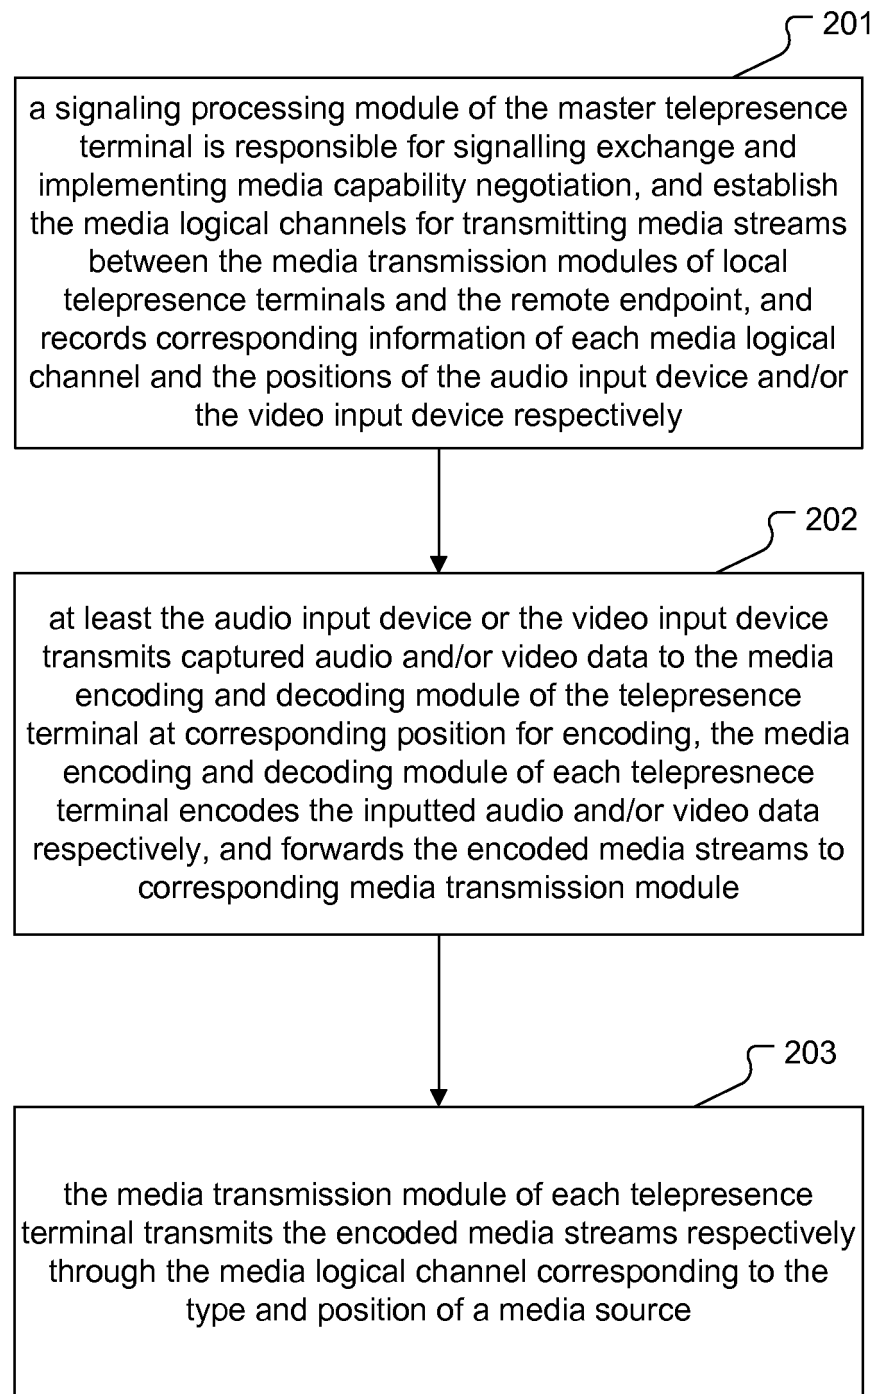 201
a signaling processing module of the master telepresence
terminal is responsible for signalling exchange and
implementing media capability negotiation, and establish
the media logical channels for transmitting media streams
between the media transmission modules of local
telepresence terminals and the remote endpoint, and
records corresponding information of each media logical
channel and the positions of the audio input device and/or
the video input device respectively
202
at least the audio input device or the video input device
transmits captured audio and/or video data to the media
encoding and decoding module of the telepresence
terminal at corresponding position for encoding, the media
encoding and decoding module of each telepresnece
terminal encodes the inputted audio and/or video data
respectively, and forwards the encoded media streams to
corresponding media transmission module
203
the media transmission module of each telepresence
terminal transmits the encoded media streams respectively
through the media logical channel corresponding to the
type and position of a media source